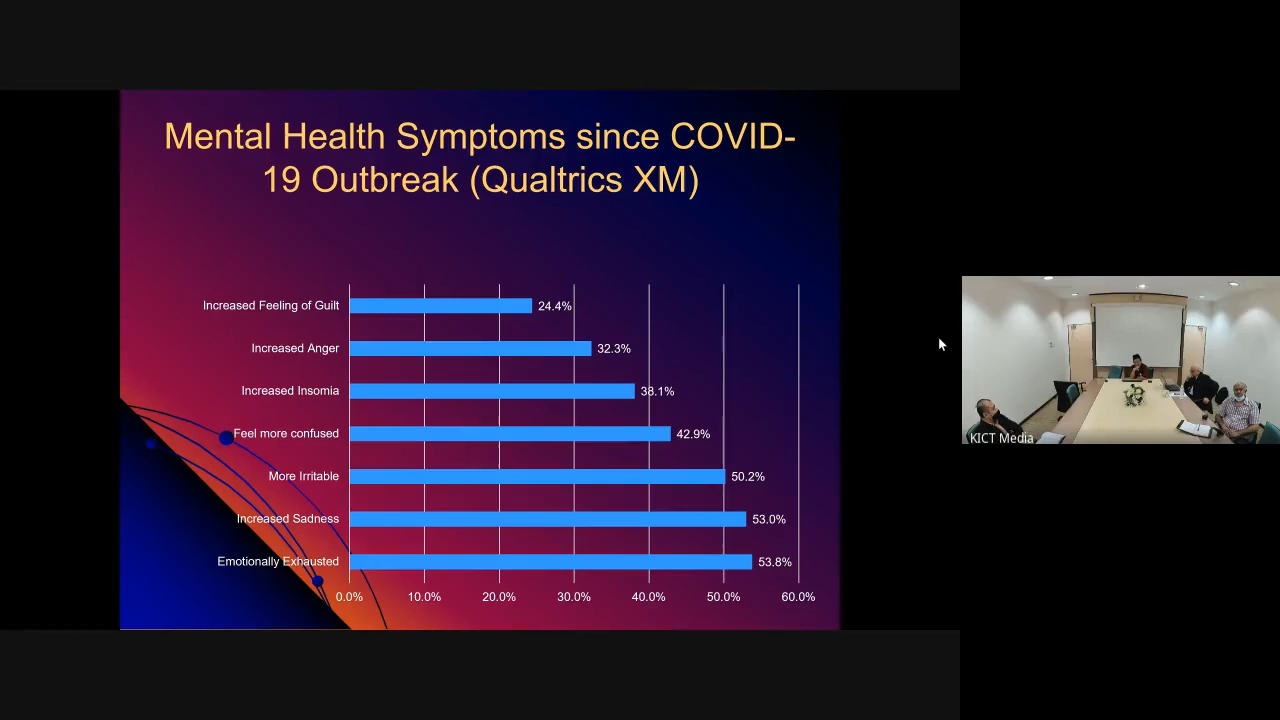 Mental Health Symptoms since COVID-
19 Outbreak (Qualtrics XM)
Increased Feeling of Guilt 24.4%
Increased Anger 32.3%
Increased Insomia 38.1%
Feel more confused 42.9%
More Irritable 50.2%
Increased Sadness 53.0%
Emotionally Exhausted 53.8%
0.0% 10.0% 20.0% 30.0% 40.0% 50.0% 60.0%
KICT Media